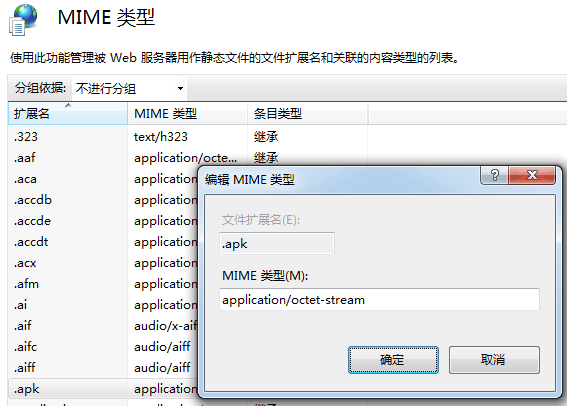 MIME 类型
使用此功能管理被 Web 服务器用作静态文件的文件扩展名和关联的内容类型的列表。
分组依据: 不进行分组
扩展名 MIME 类型 条目类型
.323 text/h323 继承
.aaf application/octe... 继承
.aca application
.accdb application
.accde application
.accdt application
.acx application
.afm application
.ai application
.aif audio/x-aif
.aifc audio/aiff
.aiff audio/aiff
.apk application
编辑 MIME 类型
文件扩展名(E):
.apk
MIME 类型(M):
application/octet-stream
确定 取消